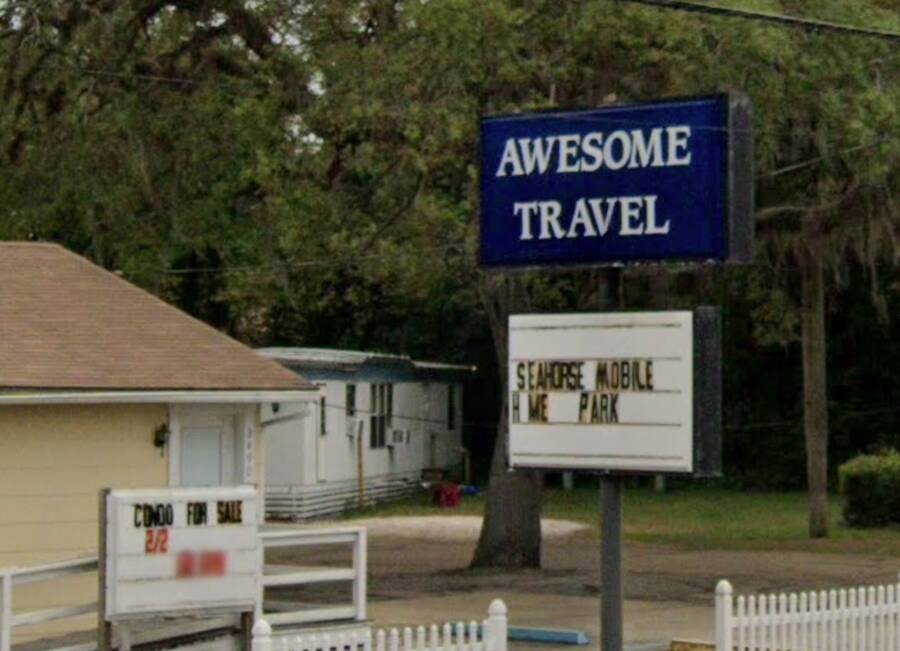 AWESOME
TRAVEL
SEAHORSE MOBILE
H ME PARK
CONDO FOR SALE
2/2